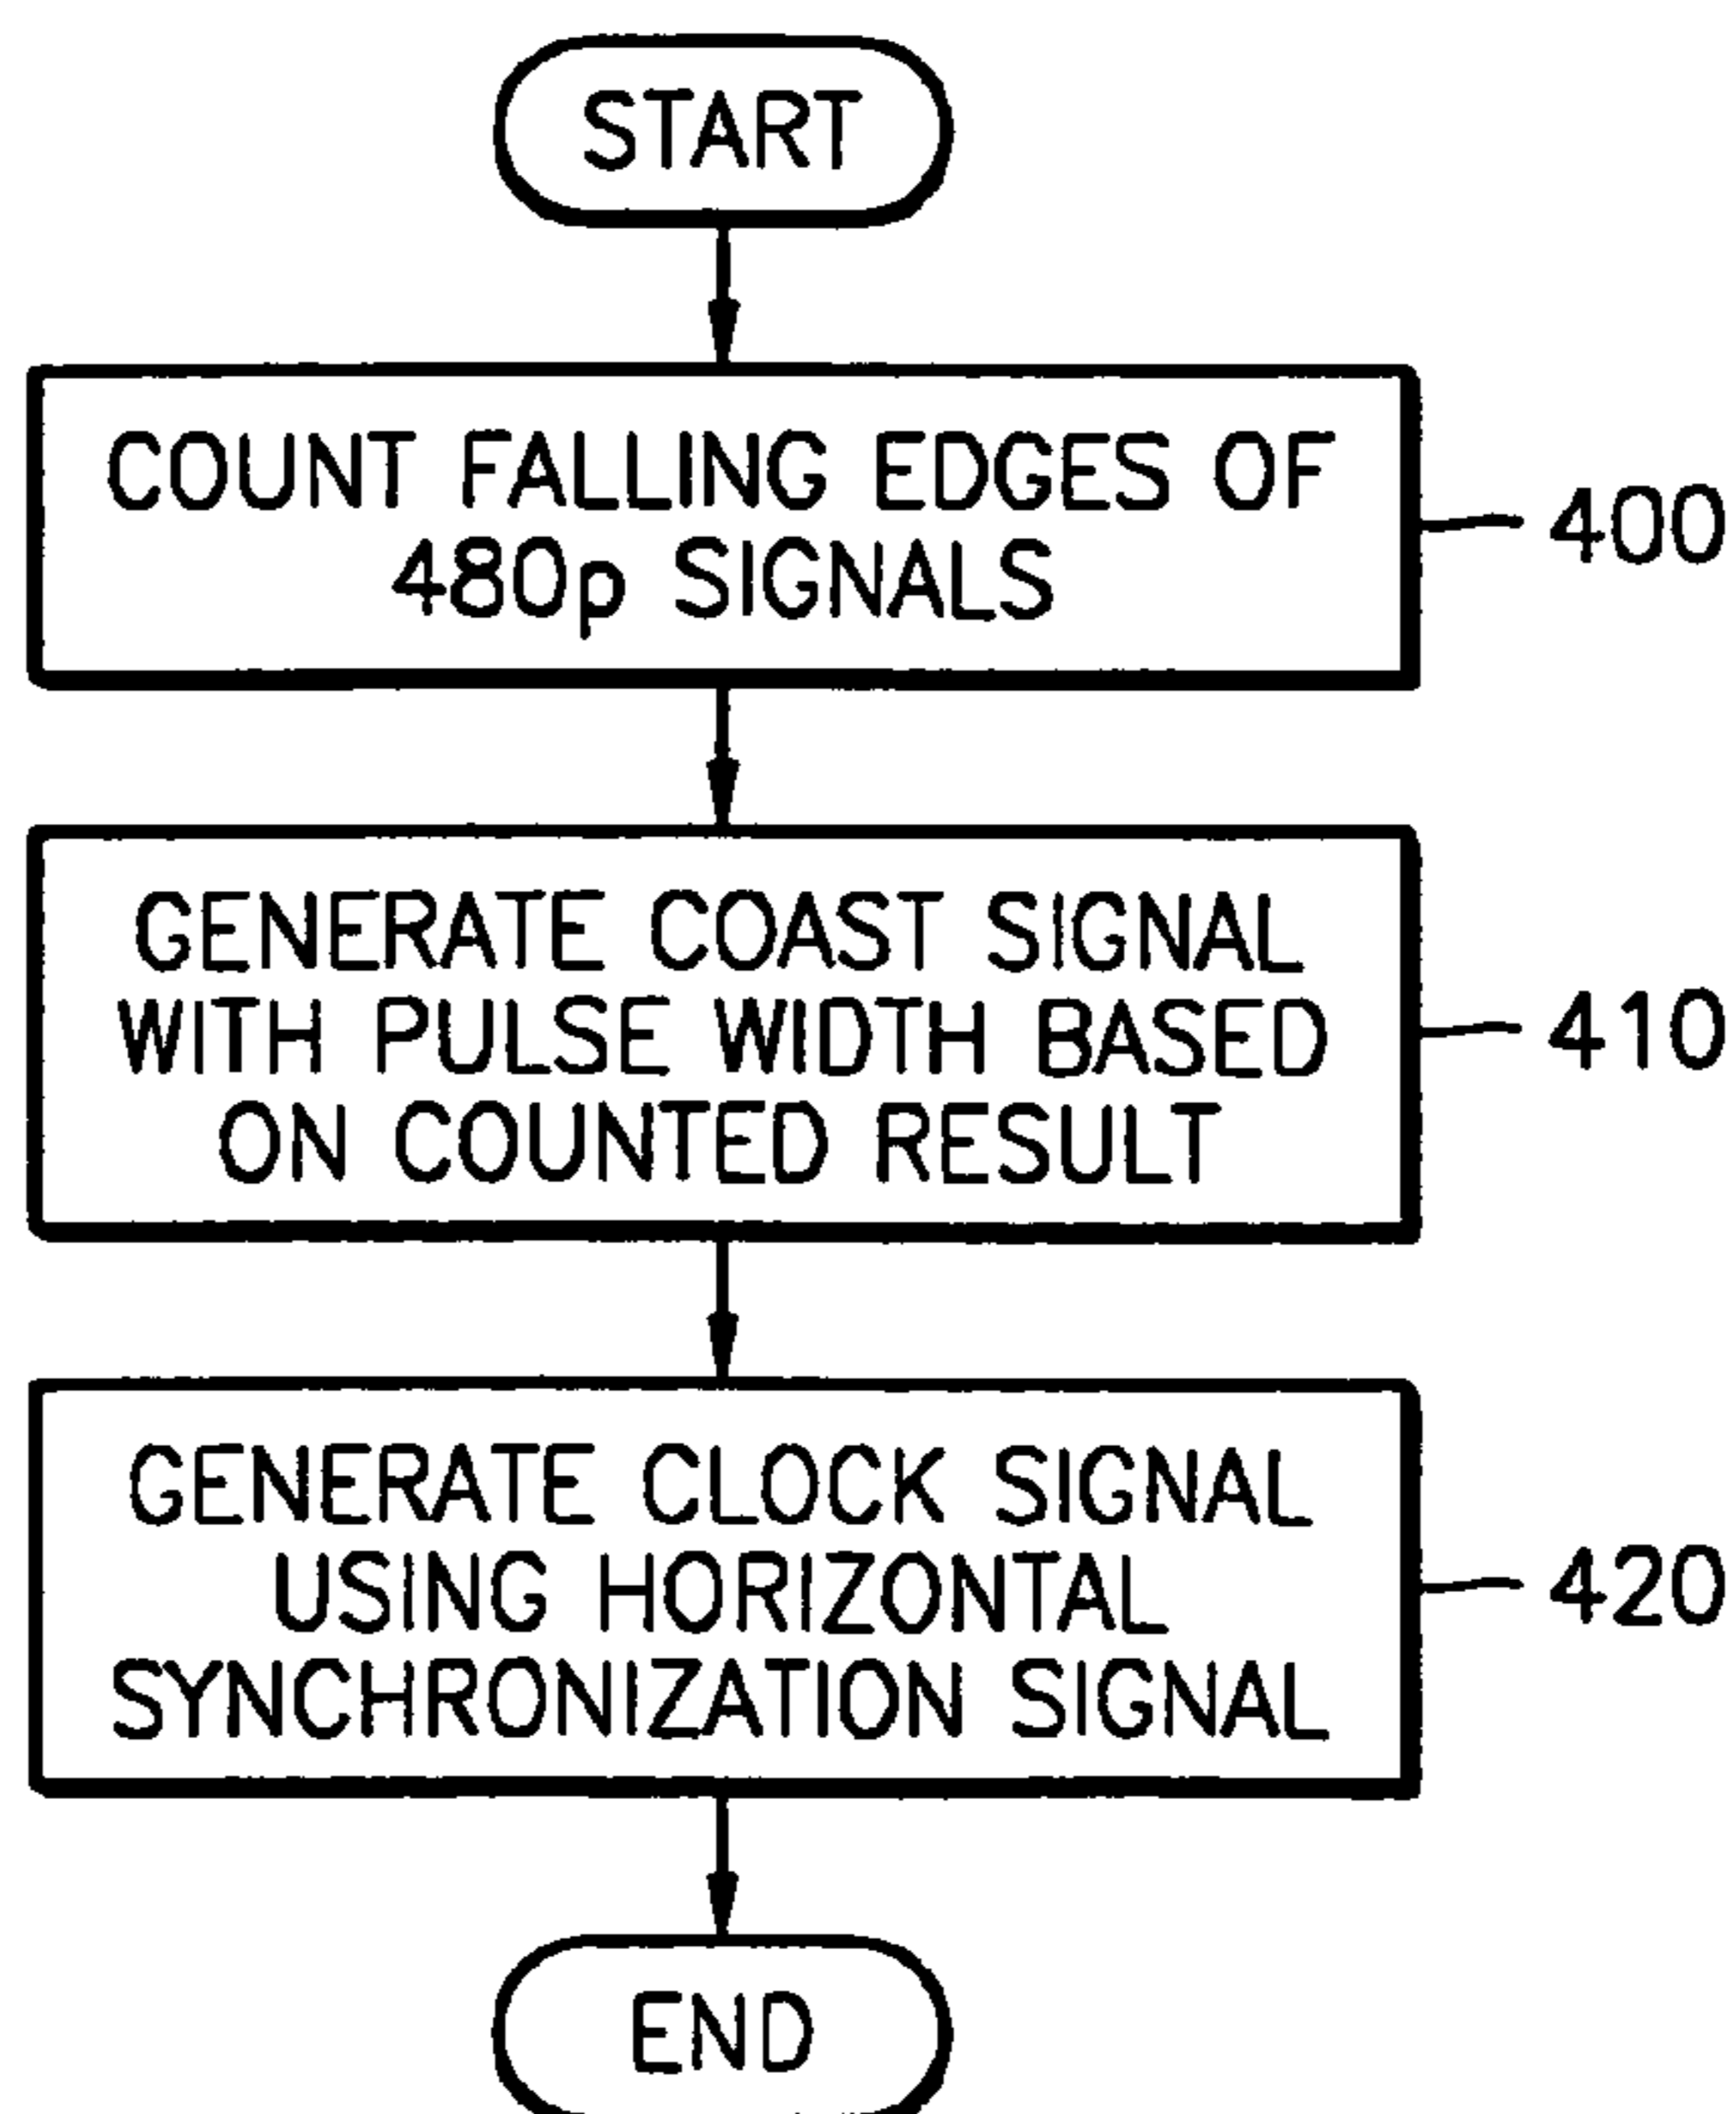 START
COUNT FALLING EDGES OF
480p SIGNALS
400
GENERATE COAST SIGNAL
WITH PULSE WIDTH BASED
ON COUNTED RESULT
410
GENERATE CLOCK SIGNAL
USING HORIZONTAL
SYNCHRONIZATION SIGNAL
420
END